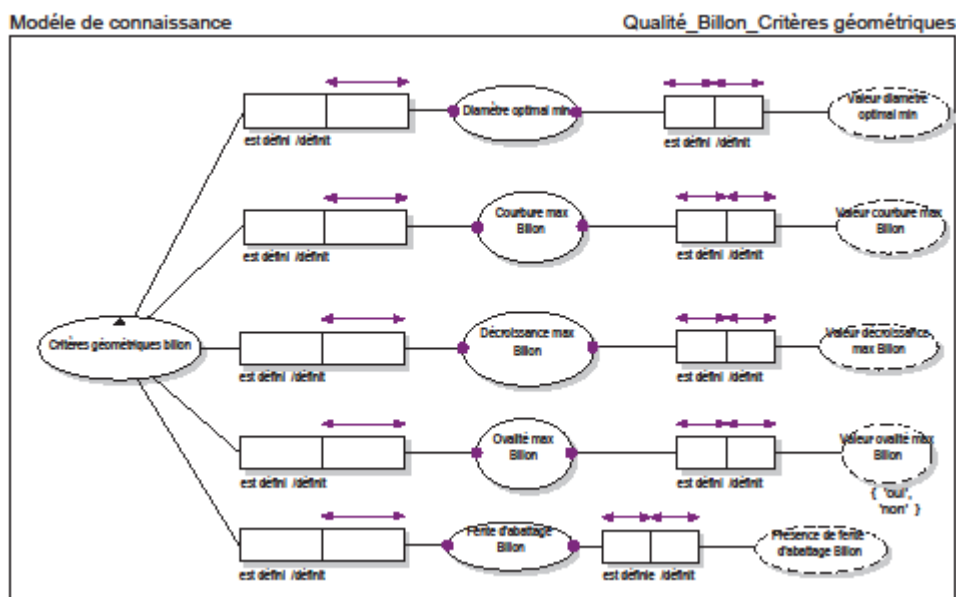 Modéle de connaissance
Qualité_Billon_Critères géométriques
Diamètre optimal min
Valeur diamètre
optimal min
est défini /définit
est défini /définit
Courbure max
Billon
Valeur courbure max
Billon
est défini /définit
est défini /définit
Critères géométriques billon
Décroissance max
Billon
Valeur décroissance
max Billon
est défini /définit
est défini /définit
Ovalité max
Billon
Valeur ovalité max
Billon
est défini /définit
est défini /définit
{ 'oui',
'non' }
Fente d'abattage
Billon
Présence de fente
d'abattage Billon
est défini /définit
est définie /définit